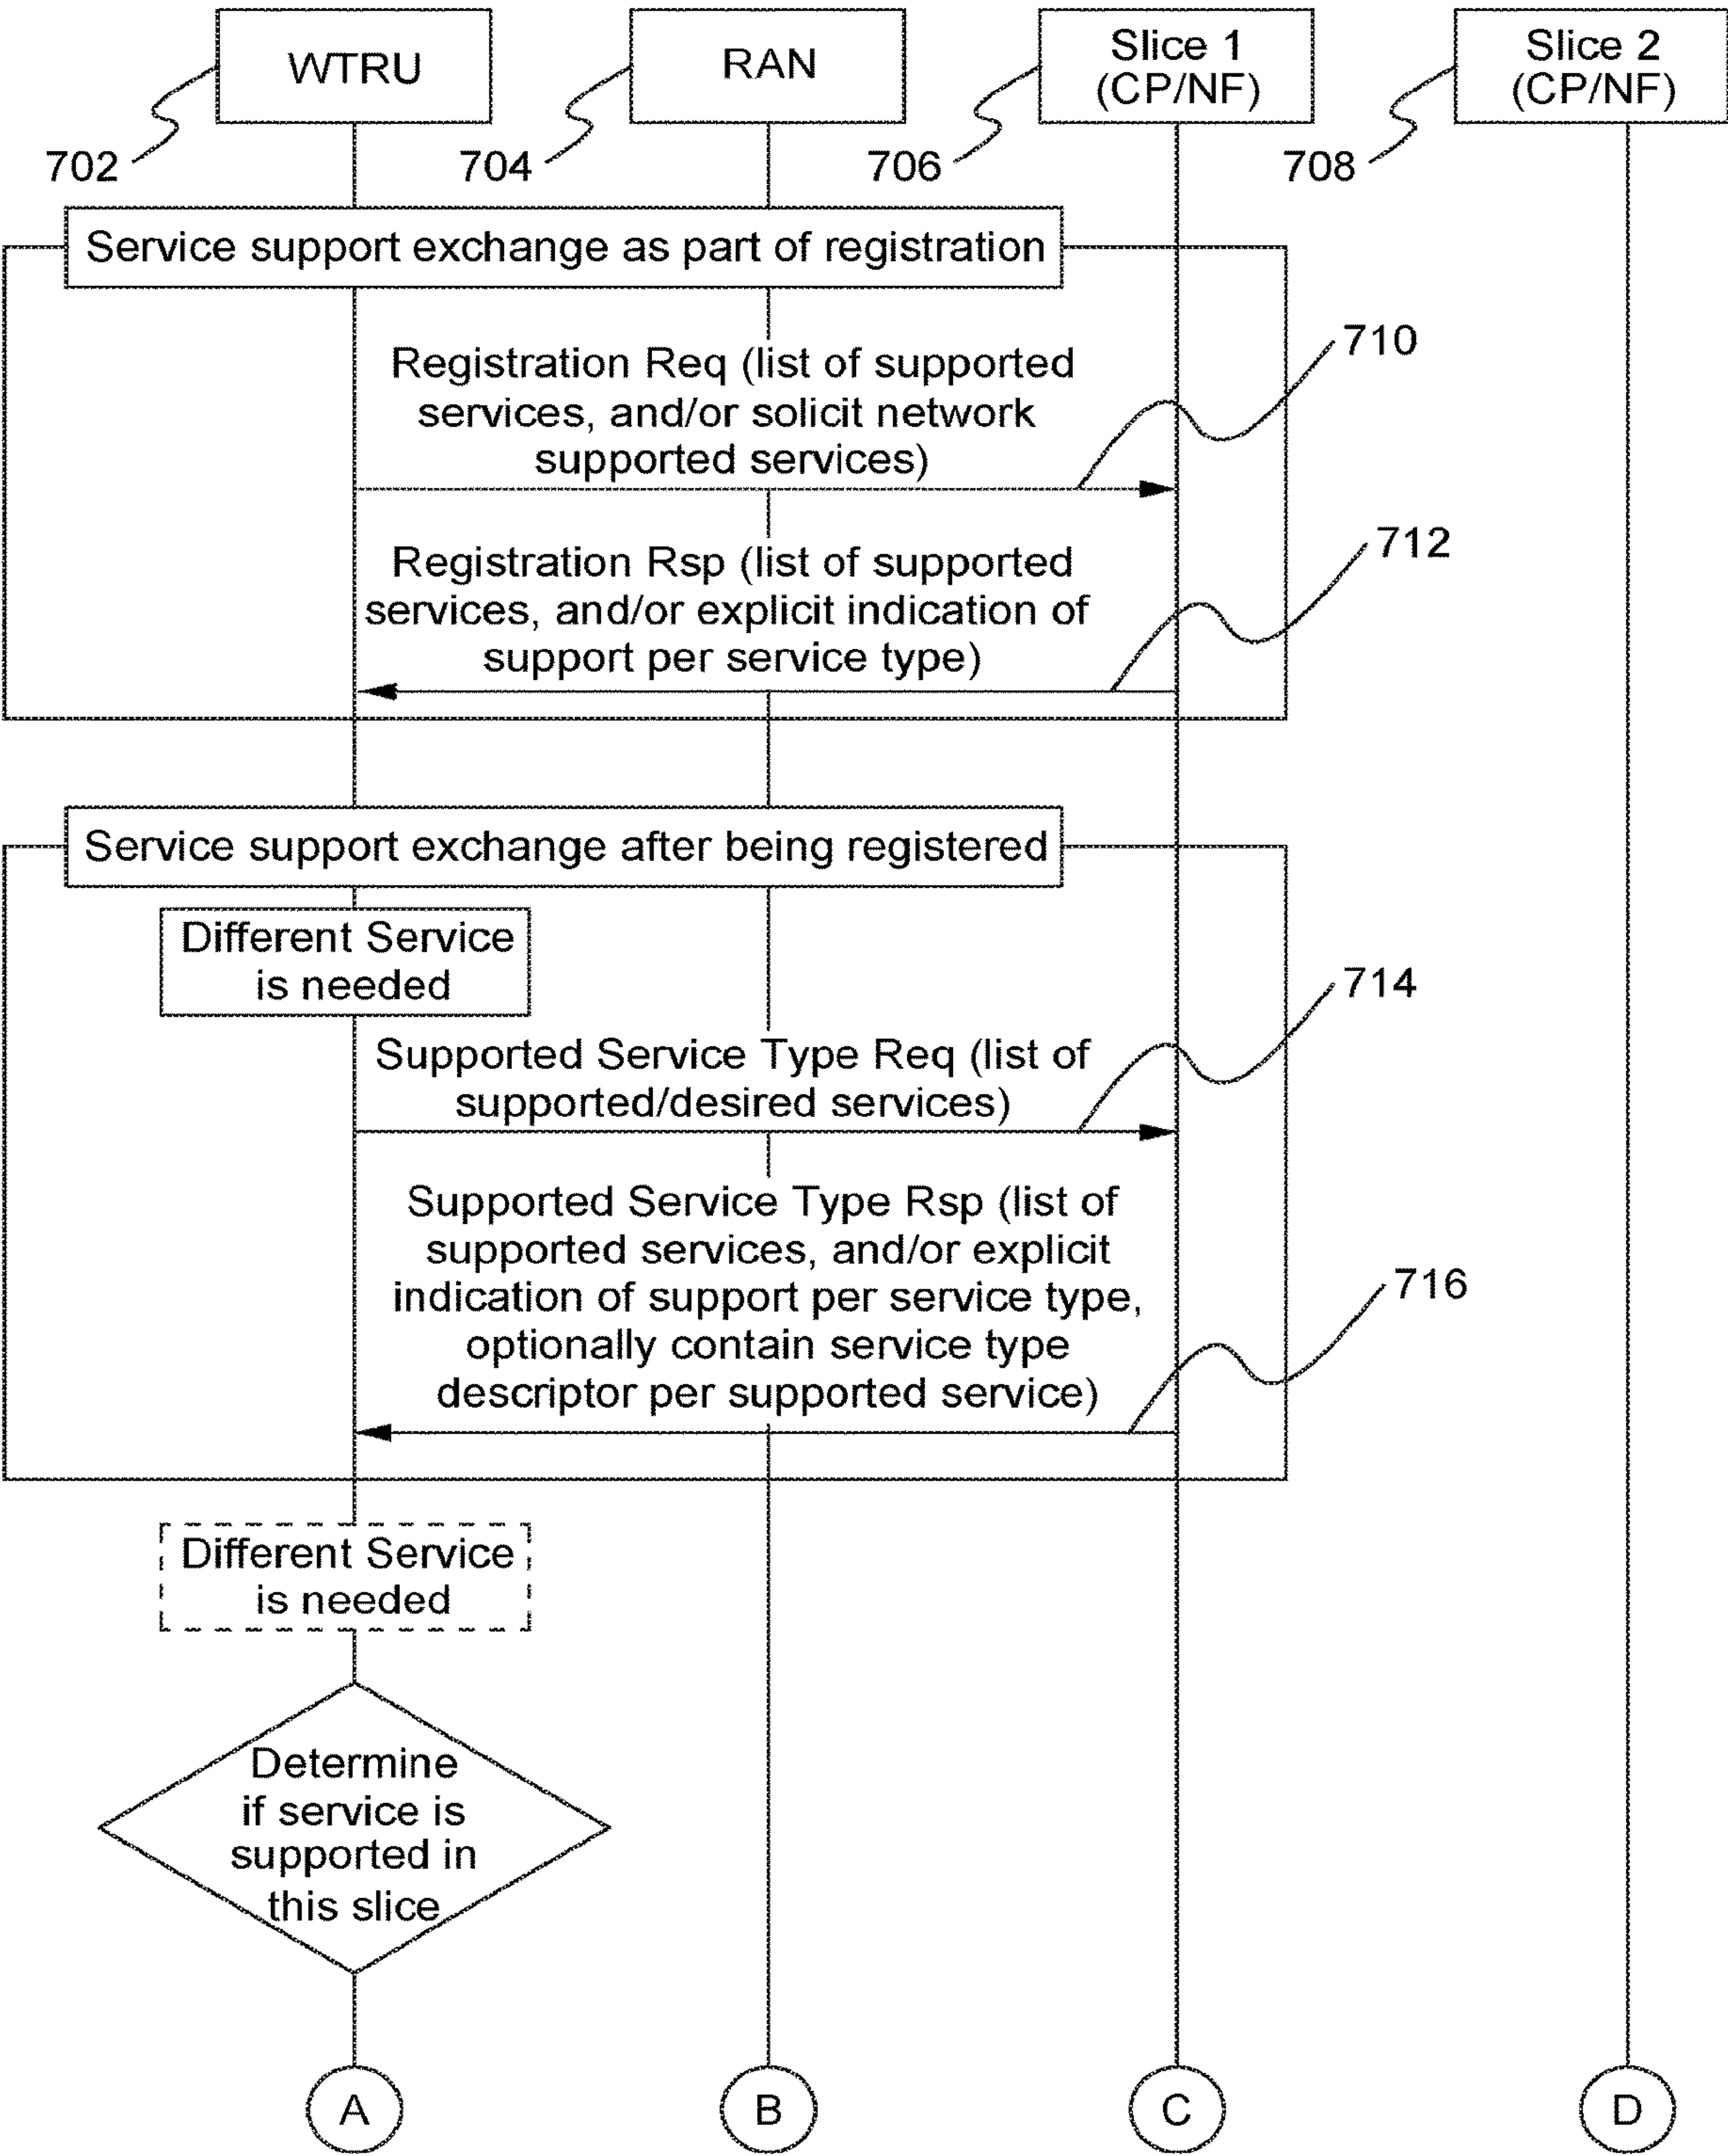 WTRU
RAN
Slice 1
(CP/NF)
Slice 2
(CP/NF)
702
704
706
708
Service support exchange as part of registration
710
Registration Req (list of supported
services, and/or solicit network
supported services)
712
Registration Rsp (list of supported
services, and/or explicit indication of
support per service type)
Service support exchange after being registered
Different Service
is needed
714
Supported Service Type Req (list of
supported/desired services)
Supported Service Type Rsp (list of
supported services, and/or explicit
indication of support per service type,
optionally contain service type
descriptor per supported service)
716
Different Service
is needed
Determine
if service is
supported in
this slice
A
B
C
D